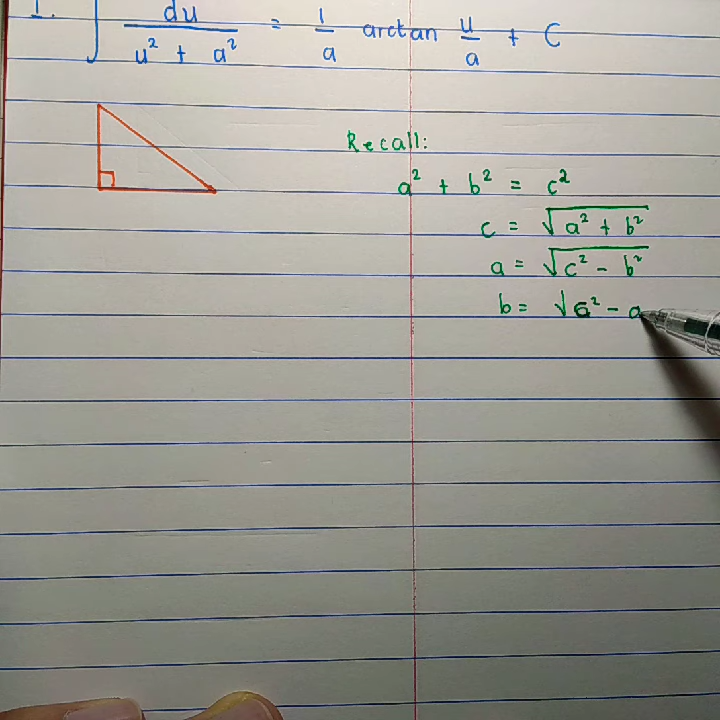 1. ∫ du / (u² + a²) = 1/a arctan u/a + C
Recall:
a² + b² = c²
c = √(a² + b²)
a = √(c² - b²)
b = √c² - a